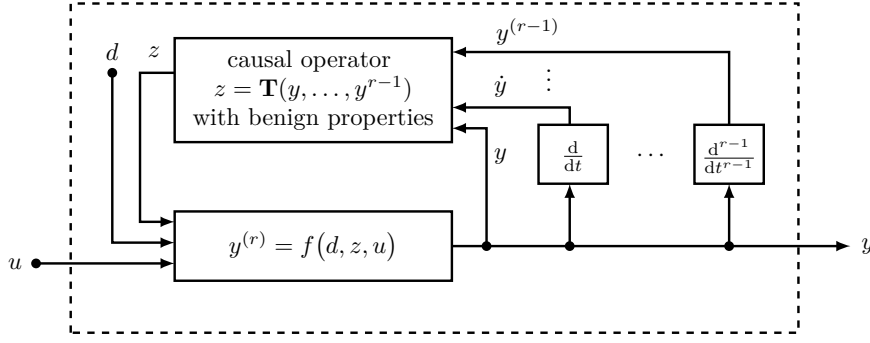 y^{(r−1)}
d
z
causal operator
z = T(y, . . . , y^{r−1})
with benign properties
ẏ
⋮
y
d/dt
. . .
d^{r−1}/dt^{r−1}
y^{(r)} = f(d, z, u)
u
y